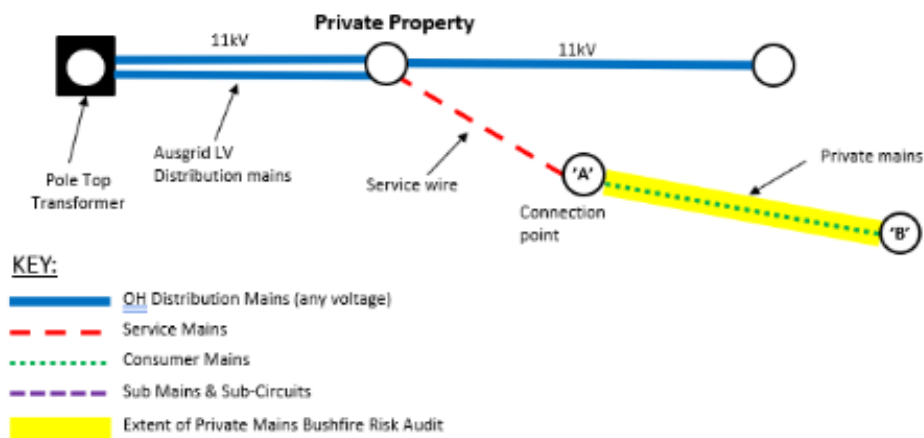 Private Property
11kV
11kV
Pole Top
Transformer
Ausgrid LV
Distribution mains
Service wire
'A'
Connection
point
Private mains
'B'
KEY:
OH Distribution Mains (any voltage)
Service Mains
Consumer Mains
Sub Mains & Sub-Circuits
Extent of Private Mains Bushfire Risk Audit